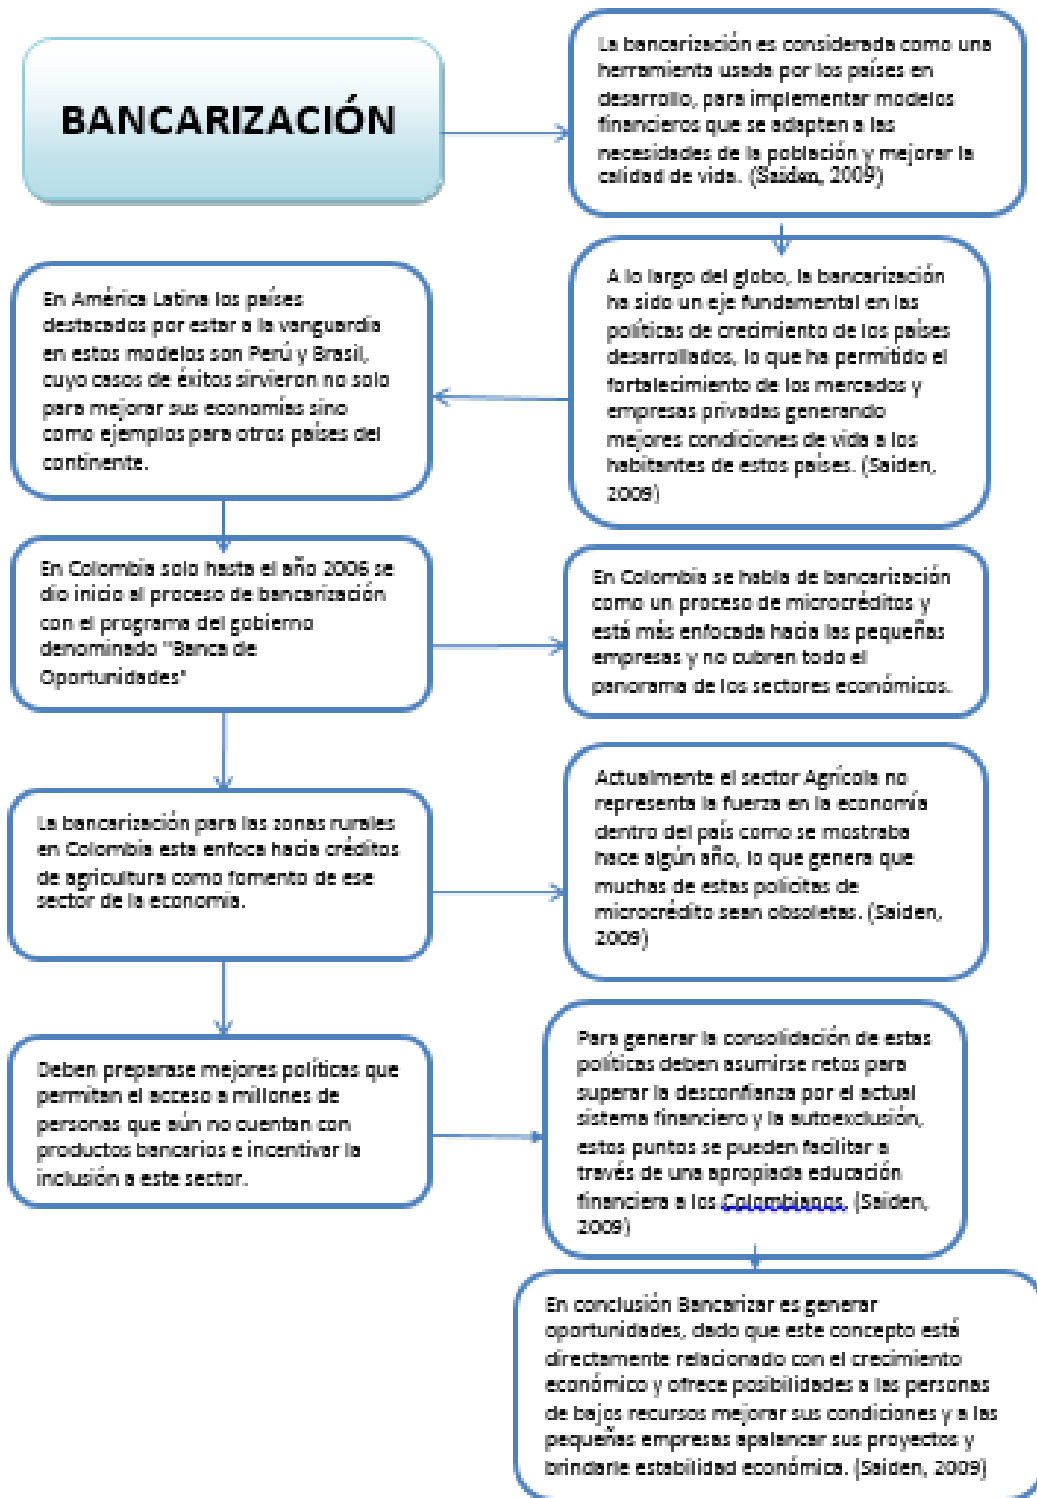 BANCARIZACIÓN
La bancarización es considerada como una
herramienta usada por los países en
desarrollo, para implementar modelos
financieros que se adapten a las
necesidades de la población y mejorar la
calidad de vida. (Saiden, 2009)
A lo largo del globo, la bancarización
ha sido un eje fundamental en las
políticas de crecimiento de los países
desarrollados, lo que ha permitido el
fortalecimiento de los mercados y
empresas privadas generando
mejores condiciones de vida a los
habitantes de estos países. (Saiden,
2009)
En América Latina los países
destacados por estar a la vanguardia
en estos modelos son Perú y Brasil,
cuyo casos de éxitos sirvieron no solo
para mejorar sus economías sino
como ejemplos para otros países del
continente.
En Colombia solo hasta el año 2006 se
dio inicio al proceso de bancarización
con el programa del gobierno
denominado "Banca de
Oportunidades"
En Colombia se habla de bancarización
como un proceso de microcréditos y
está más enfocada hacia las pequeñas
empresas y no cubren todo el
panorama de los sectores económicos.
La bancarización para las zonas rurales
en Colombia esta enfoca hacia créditos
de agricultura como fomento de ese
sector de la economía.
Actualmente el sector Agrícola no
representa la fuerza en la economía
dentro del país como se mostraba
hace algún año, lo que genera que
muchas de estas policitas de
microcrédito sean obsoletas. (Saiden,
2009)
Deben preparase mejores políticas que
permitan el acceso a millones de
personas que aún no cuentan con
productos bancarios e incentivar la
inclusión a este sector.
Para generar la consolidación de estas
políticas deben asumirse retos para
superar la desconfianza por el actual
sistema financiero y la autoexclusión,
estos puntos se pueden facilitar a
través de una apropiada educación
financiera a los Colombianos. (Saiden,
2009)
En conclusión Bancarizar es generar
oportunidades, dado que este concepto está
directamente relacionado con el crecimiento
económico y ofrece posibilidades a las personas
de bajos recursos mejorar sus condiciones y a las
pequeñas empresas apalancar sus proyectos y
brindarle estabilidad económica. (Saiden, 2009)